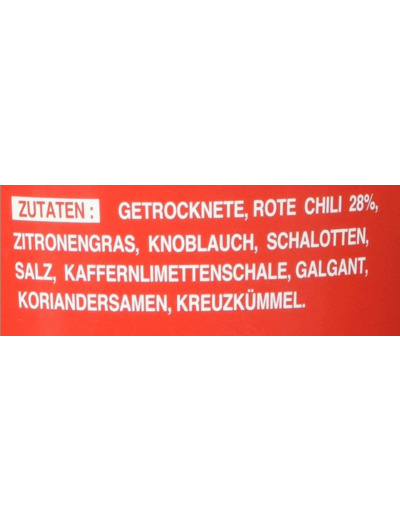 ZUTATEN: GETROCKNETE, ROTE CHILI 28%,
ZITRONENGRAS, KNOBLAUCH, SCHALOTTEN,
SALZ, KAFFERNLIMETTENSCHALE, GALGANT,
KORIANDERSAMEN, KREUZKÜMMEL.